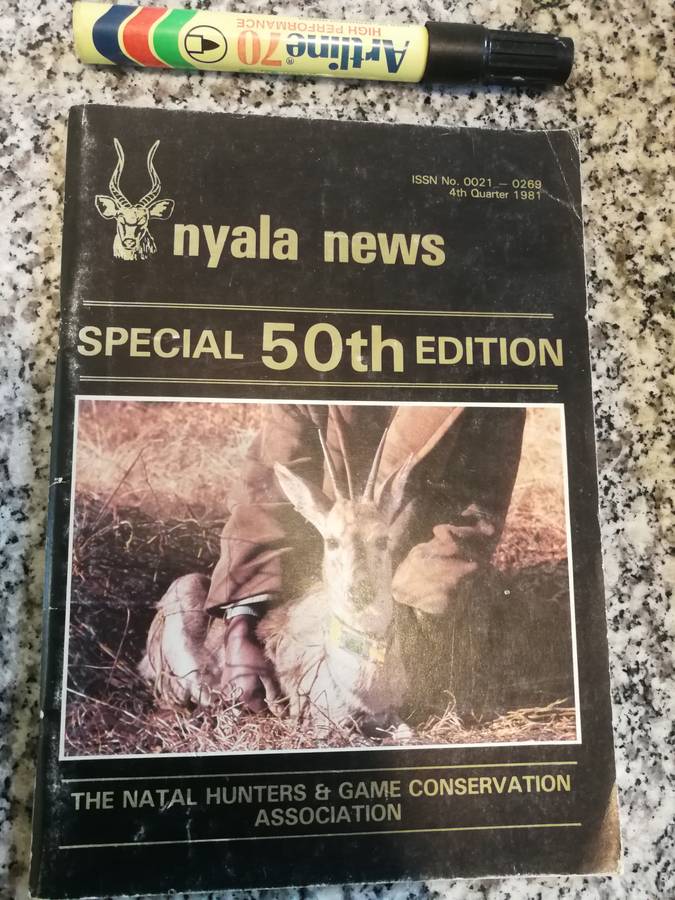 Artline® 70
HIGH PERFORMANCE
ISSN No. 0021 — 0269
4th Quarter 1981
nyala news
SPECIAL 50th EDITION
THE NATAL HUNTERS & GAME CONSERVATION
ASSOCIATION